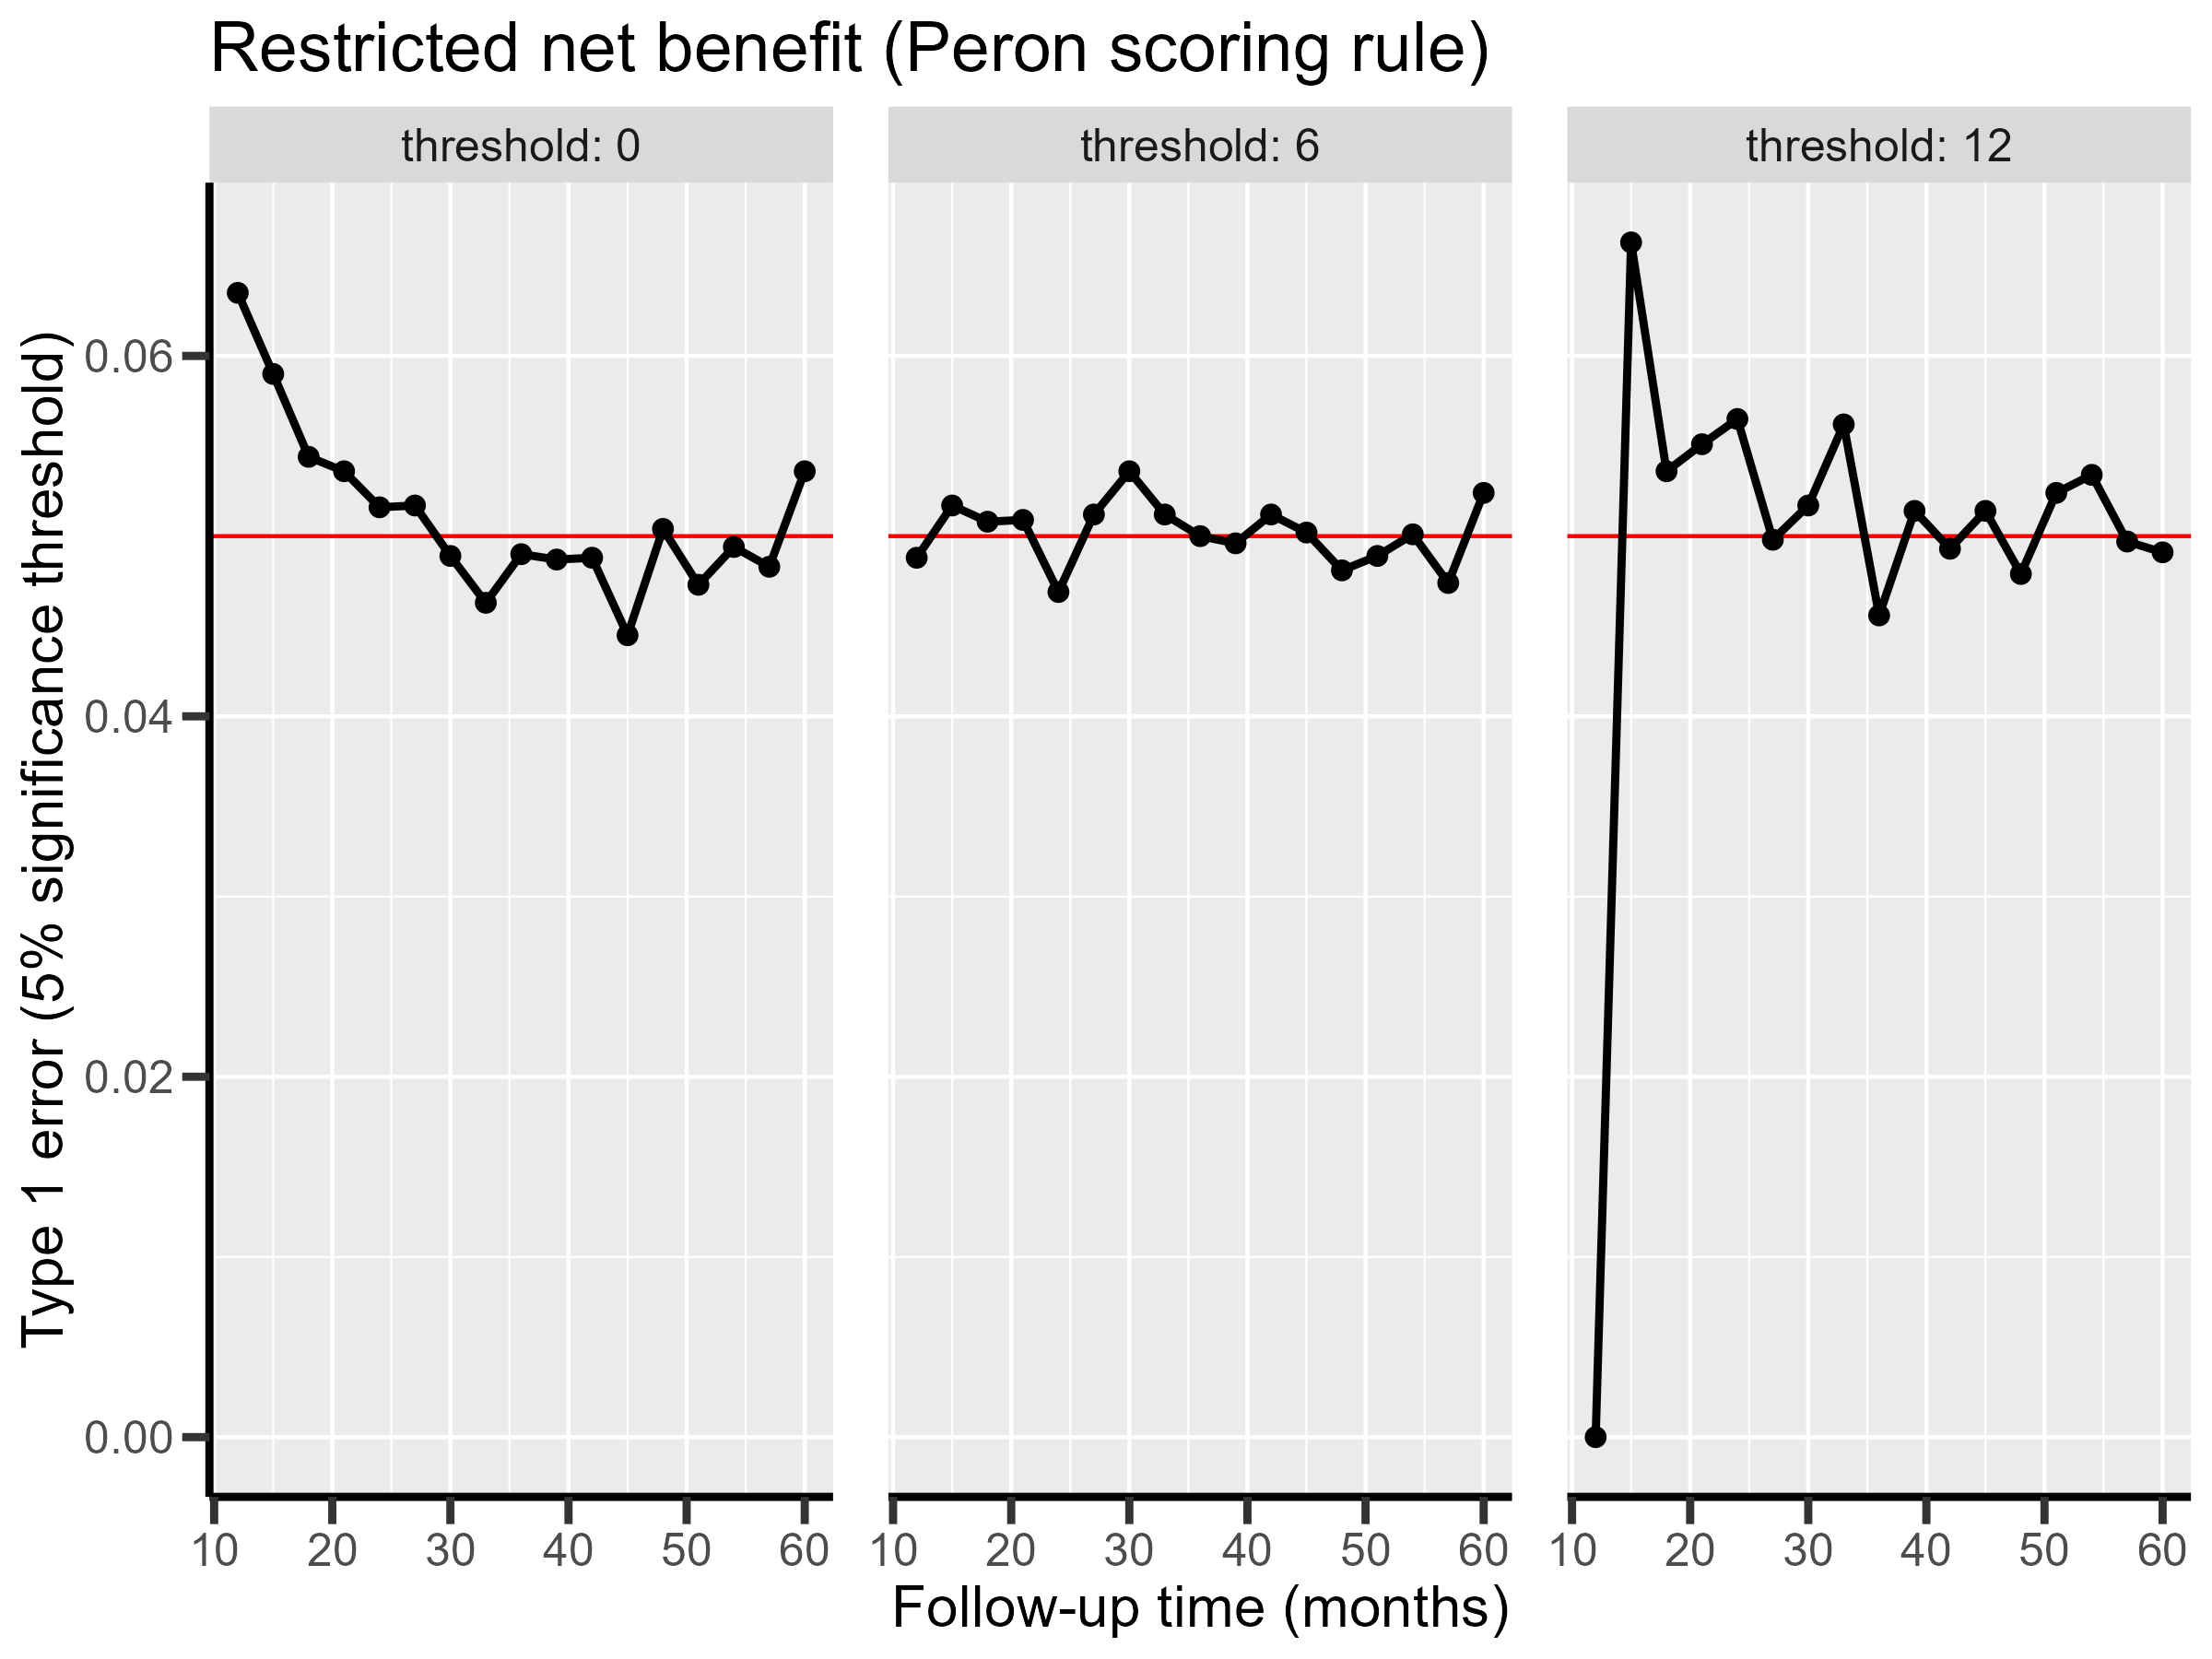 Restricted net benefit (Peron scoring rule)
threshold: 0
threshold: 6
threshold: 12
Type 1 error (5% significance threshold)
0.06
0.04
0.02
0.00
10 20 30 40 50 60
10 20 30 40 50 60
10 20 30 40 50 60
Follow-up time (months)